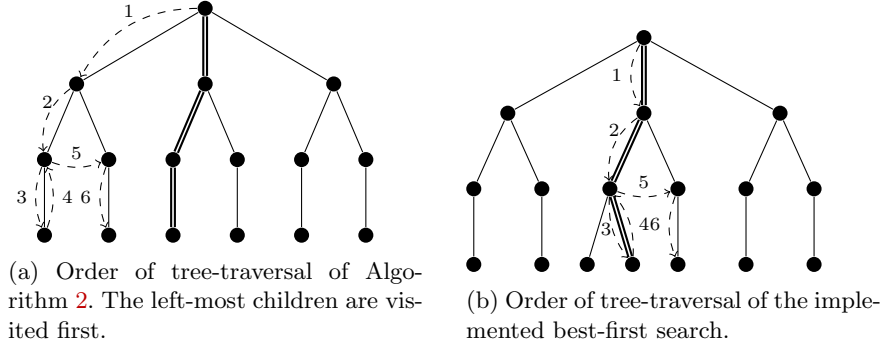 1
2
5
3
4 6
(a) Order of tree-traversal of Algo-
rithm 2. The left-most children are vis-
ited first.
1
2
5
3
46
(b) Order of tree-traversal of the imple-
mented best-first search.